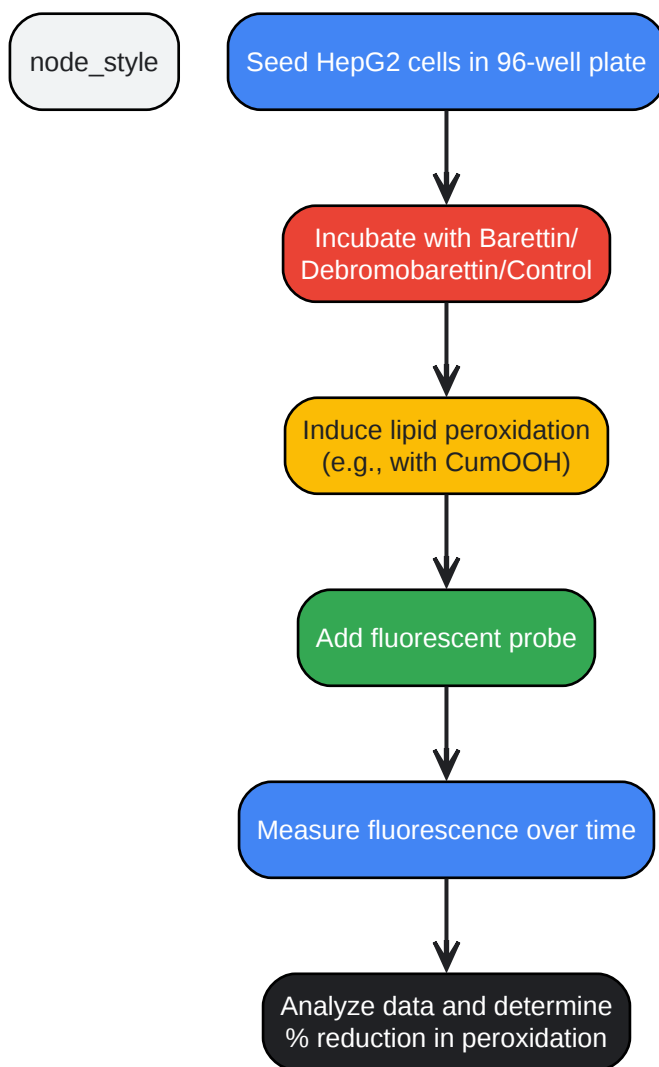 node_style
Seed HepG2 cells in 96-well plate
Incubate with Barettin/
Debromobarettin/Control
Induce lipid peroxidation
(e.g., with CumOOH)
Add fluorescent probe
Measure fluorescence over time
Analyze data and determine
% reduction in peroxidation